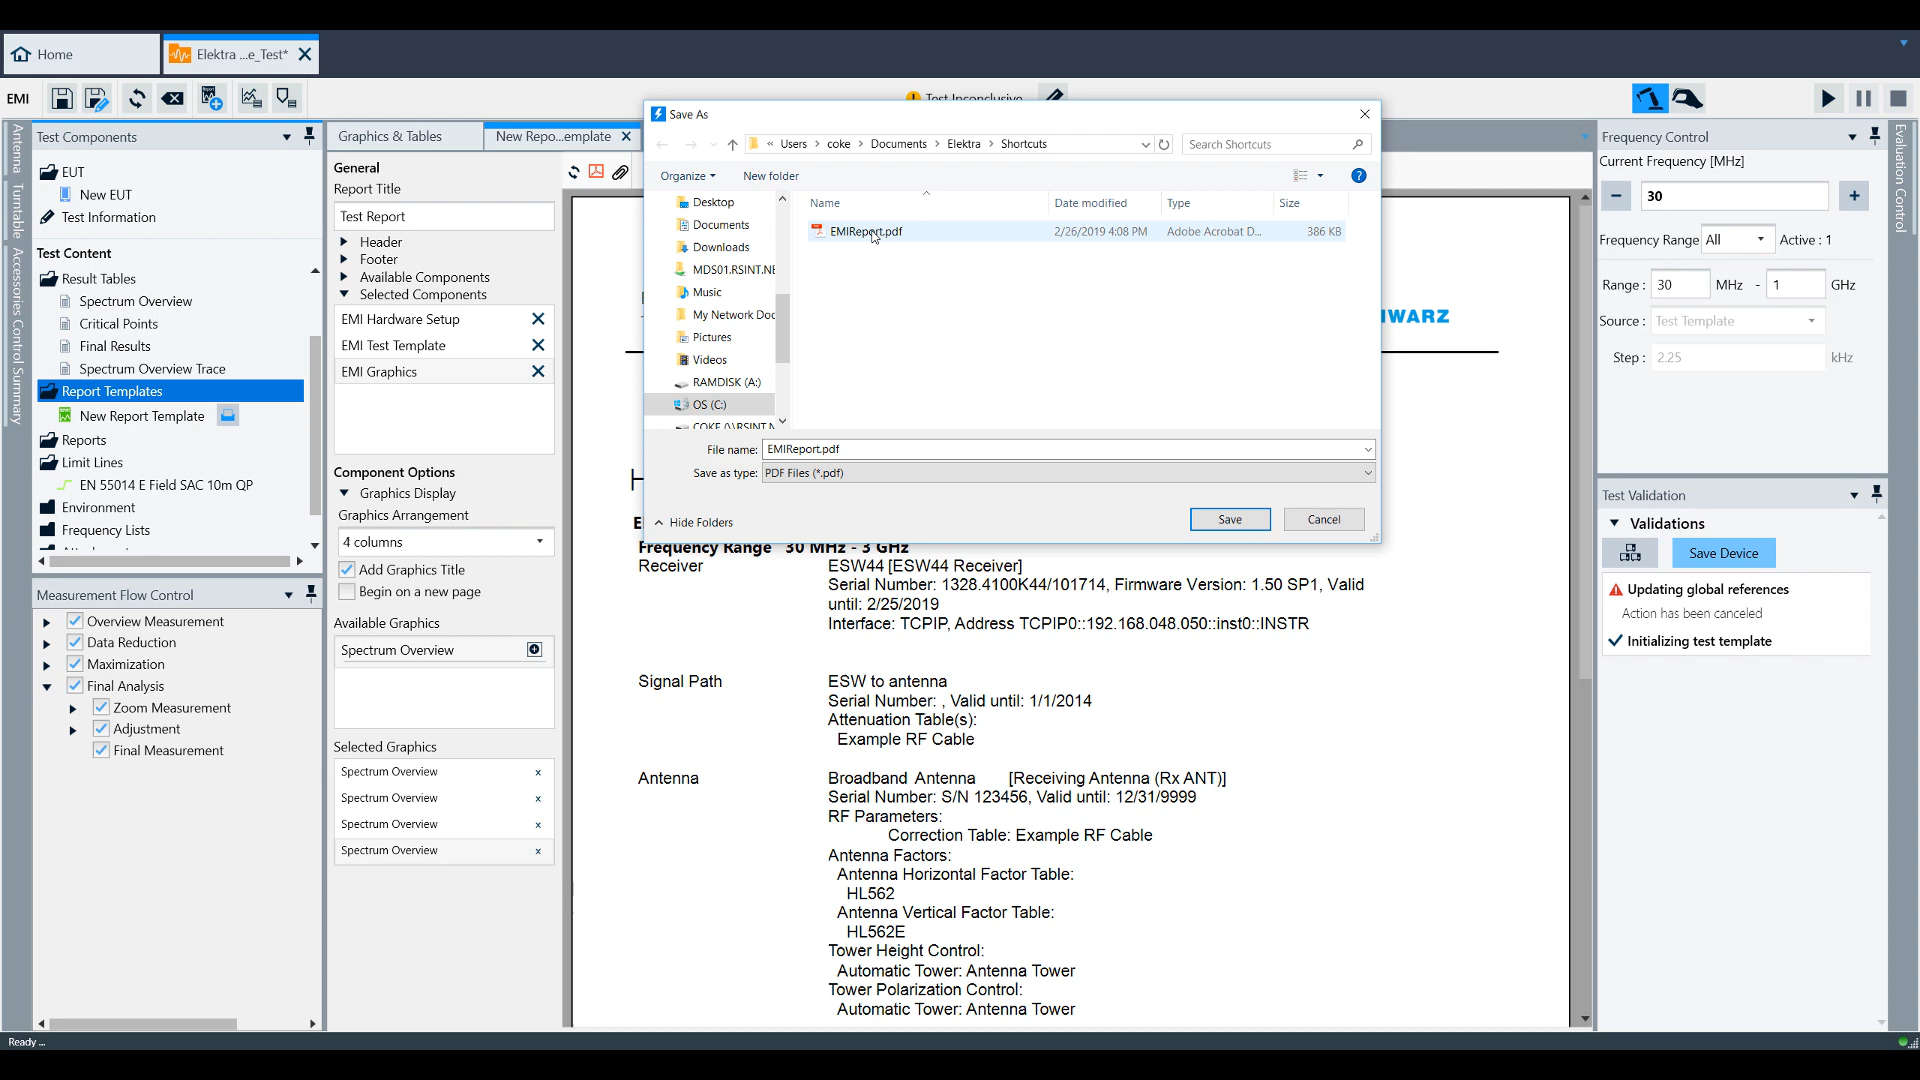 Home
Elektra ...e_Test*
EMI
Test Inconclusive
Antenna
Turntable
Accessories Control
Summary
Test Components
EUT
New EUT
Test Information
Test Content
Result Tables
Spectrum Overview
Critical Points
Final Results
Spectrum Overview Trace
Report Templates
New Report Template
Reports
Limit Lines
EN 55014 E Field SAC 10m QP
Environment
Frequency Lists
Measurement Flow Control
Overview Measurement
Data Reduction
Maximization
Final Analysis
Zoom Measurement
Adjustment
Final Measurement
Graphics & Tables
New Repo...emplate
General
Report Title
Test Report
Header
Footer
Available Components
Selected Components
EMI Hardware Setup
EMI Test Template
EMI Graphics
Component Options
Graphics Display
Graphics Arrangement
4 columns
Add Graphics Title
Begin on a new page
Available Graphics
Spectrum Overview
Selected Graphics
Spectrum Overview
Spectrum Overview
Spectrum Overview
Spectrum Overview
Save As
« Users > coke > Documents > Elektra > Shortcuts
Search Shortcuts
Organize
New folder
Desktop
Documents
Downloads
MDS01.RSINT.NE
Music
My Network Doc
Pictures
Videos
RAMDISK (A:)
OS (C:)
COKE (\\RSINT.N
Name Date modified Type Size
EMIReport.pdf 2/26/2019 4:08 PM Adobe Acrobat D... 386 KB
File name: EMIReport.pdf
Save as type: PDF Files (*.pdf)
Hide Folders
Save
Cancel
WARZ
Frequency Range 30 MHz - 3 GHz
Receiver ESW44 [ESW44 Receiver]
Serial Number: 1328.4100K44/101714, Firmware Version: 1.50 SP1, Valid
until: 2/25/2019
Interface: TCPIP, Address TCPIP0::192.168.048.050::inst0::INSTR
Signal Path ESW to antenna
Serial Number: , Valid until: 1/1/2014
Attenuation Table(s):
Example RF Cable
Antenna Broadband Antenna [Receiving Antenna (Rx ANT)]
Serial Number: S/N 123456, Valid until: 12/31/9999
RF Parameters:
Correction Table: Example RF Cable
Antenna Factors:
Antenna Horizontal Factor Table:
HL562
Antenna Vertical Factor Table:
HL562E
Tower Height Control:
Automatic Tower: Antenna Tower
Tower Polarization Control:
Automatic Tower: Antenna Tower
Frequency Control
Current Frequency [MHz]
30
Frequency Range All Active : 1
Range : 30 MHz - 1 GHz
Source : Test Template
Step : 2.25 kHz
Test Validation
Validations
Save Device
Updating global references
Action has been canceled
Initializing test template
Evaluation Control
Ready ...